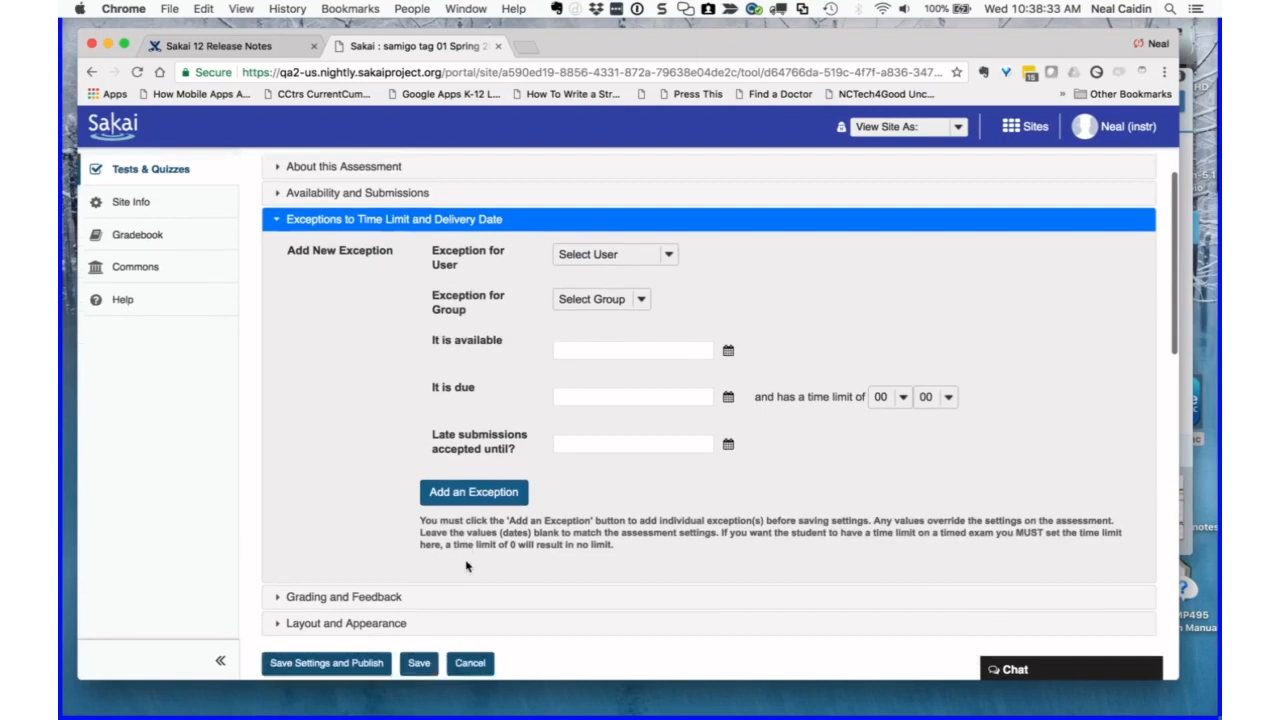 Chrome File Edit View History Bookmarks People Window Help 100% Wed 10:38:33 AM Neal Caidin
Sakai 12 Release Notes × Sakai : samigo tag 01 Spring 2 × Neal
Secure https://qa2-us.nightly.sakaiproject.org/portal/site/a590ed19-8856-4331-872a-79638e04de2c/tool/d64766da-519c-4f7f-a836-347...
Apps How Mobile Apps A... CCtrs CurrentCum... Google Apps K-12 L... How To Write a Str... Press This Find a Doctor NCTech4Good Unc... » Other Bookmarks
Sakai View Site As: Sites Neal (instr)
Tests & Quizzes
Site Info
Gradebook
Commons
Help
About this Assessment
Availability and Submissions
Exceptions to Time Limit and Delivery Date
Add New Exception
Exception for
User
Select User
Exception for
Group
Select Group
It is available
It is due
and has a time limit of 00 00
Late submissions
accepted until?
Add an Exception
You must click the 'Add an Exception' button to add individual exception(s) before saving settings. Any values override the settings on the assessment.
Leave the values (dates) blank to match the assessment settings. If you want the student to have a time limit on a timed exam you MUST set the time limit
here, a time limit of 0 will result in no limit.
Grading and Feedback
Layout and Appearance
Save Settings and Publish Save Cancel
Chat
notes
Manua